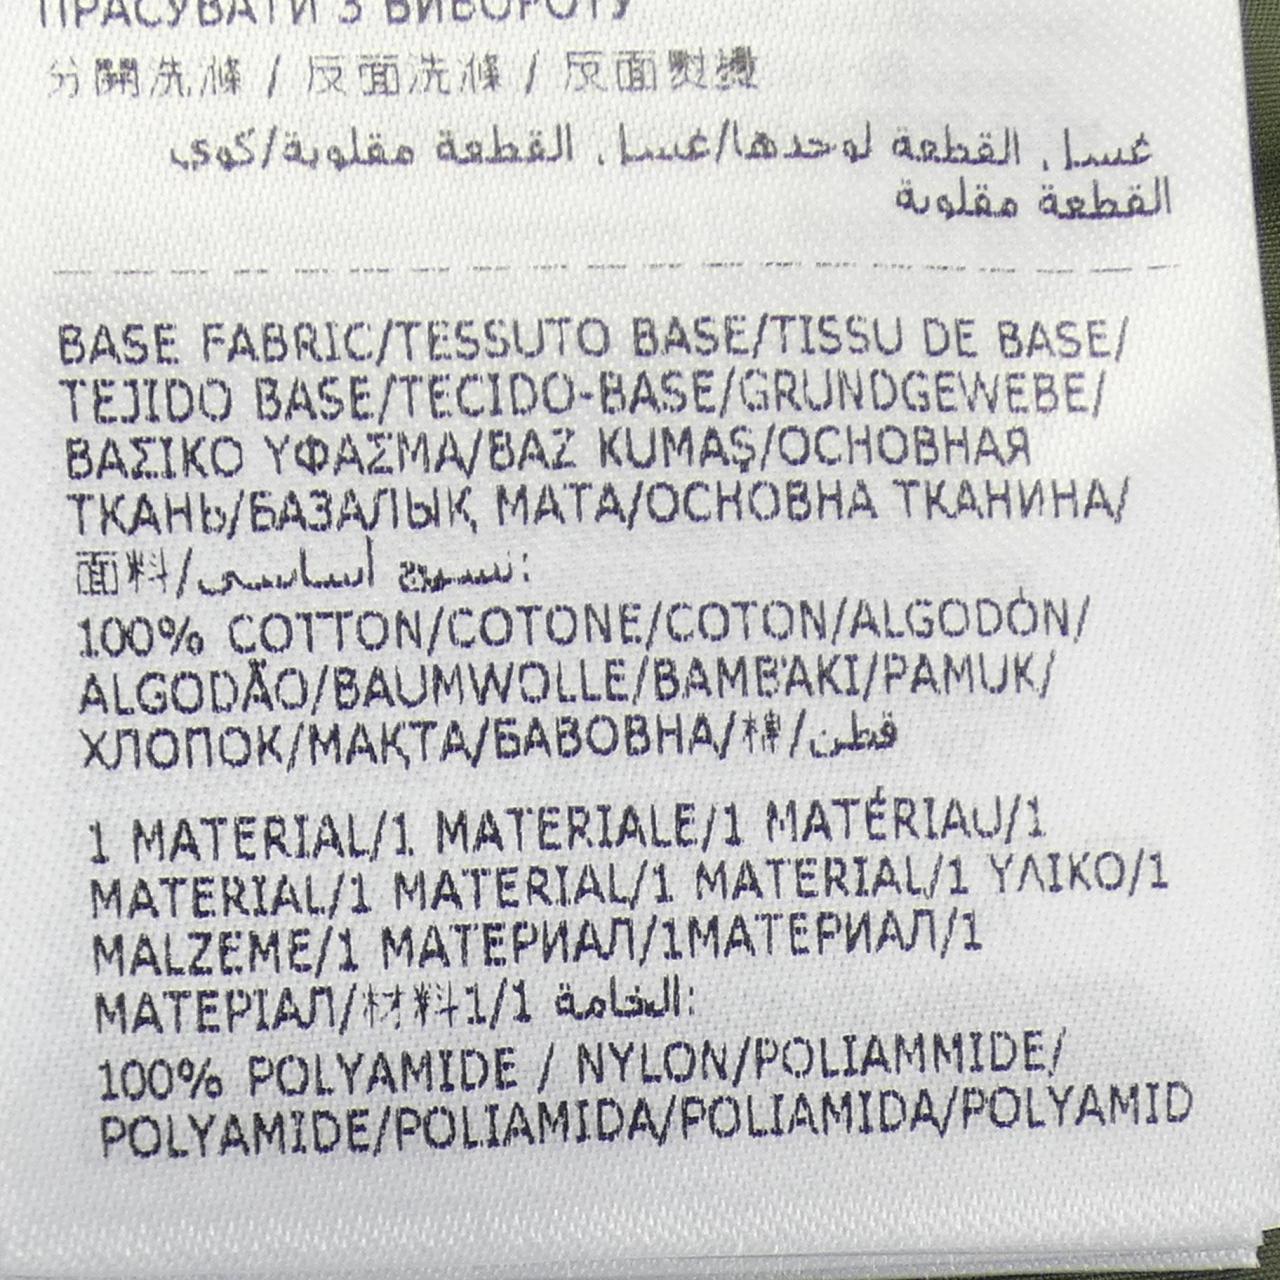 ПРАСУВАТИ З ВИВОРОТУ
分開洗滌 / 反面洗滌 / 反面熨燙
غسل القطعة لوحدها/غسل القطعة مقلوبة/كوي
القطعة مقلوبة
BASE FABRIC/TESSUTO BASE/TISSU DE BASE/
TEJIDO BASE/TECIDO-BASE/GRUNDGEWEBE/
ΒΑΣΙΚΟ ΥΦΑΣΜΑ/BAZ KUMAŞ/ОСНОВНАЯ
ТКАНЬ/БАЗАЛЫҚ МАТА/ОСНОВНА ТКАНИНА/
面料/نسيج أساسي:
100% COTTON/COTONE/COTON/ALGODÓN/
ALGODÃO/BAUMWOLLE/ΒΑΜΒΆΚΙ/PAMUK/
ХЛОПОК/МАҚТА/БАВОВНА/棉/قطن
1 MATERIAL/1 MATERIALE/1 MATÉRIAU/1
MATERIAL/1 MATERIAL/1 MATERIAL/1 ΥΛΙΚΟ/1
MALZEME/1 МАТЕРИАЛ/1МАТЕРИАЛ/1
МАТЕРІАЛ/材料1/1 الخامة:
100% POLYAMIDE / NYLON/POLIAMMIDE/
POLYAMIDE/POLIAMIDA/POLIAMIDA/POLYAMID